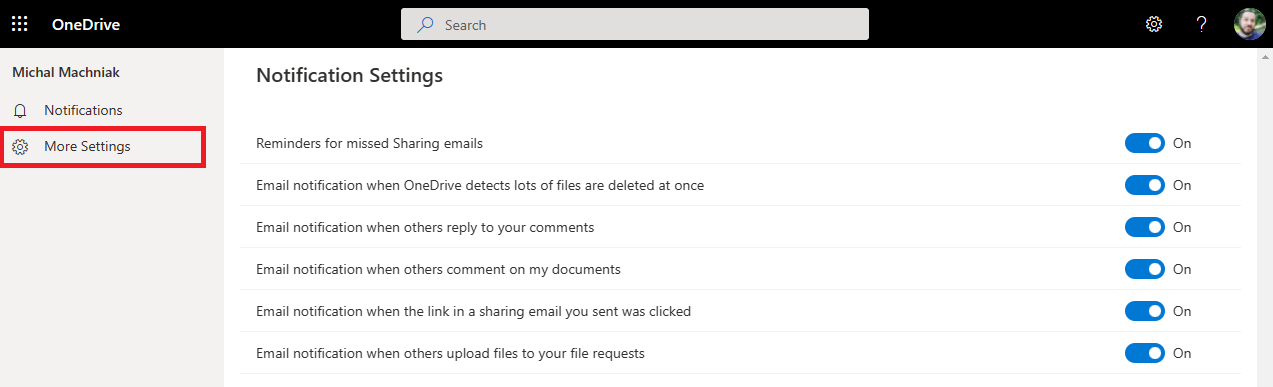 OneDrive
Search
?
Michal Machniak
Notifications
More Settings
Notification Settings
Reminders for missed Sharing emails On
Email notification when OneDrive detects lots of files are deleted at once On
Email notification when others reply to your comments On
Email notification when others comment on my documents On
Email notification when the link in a sharing email you sent was clicked On
Email notification when others upload files to your file requests On